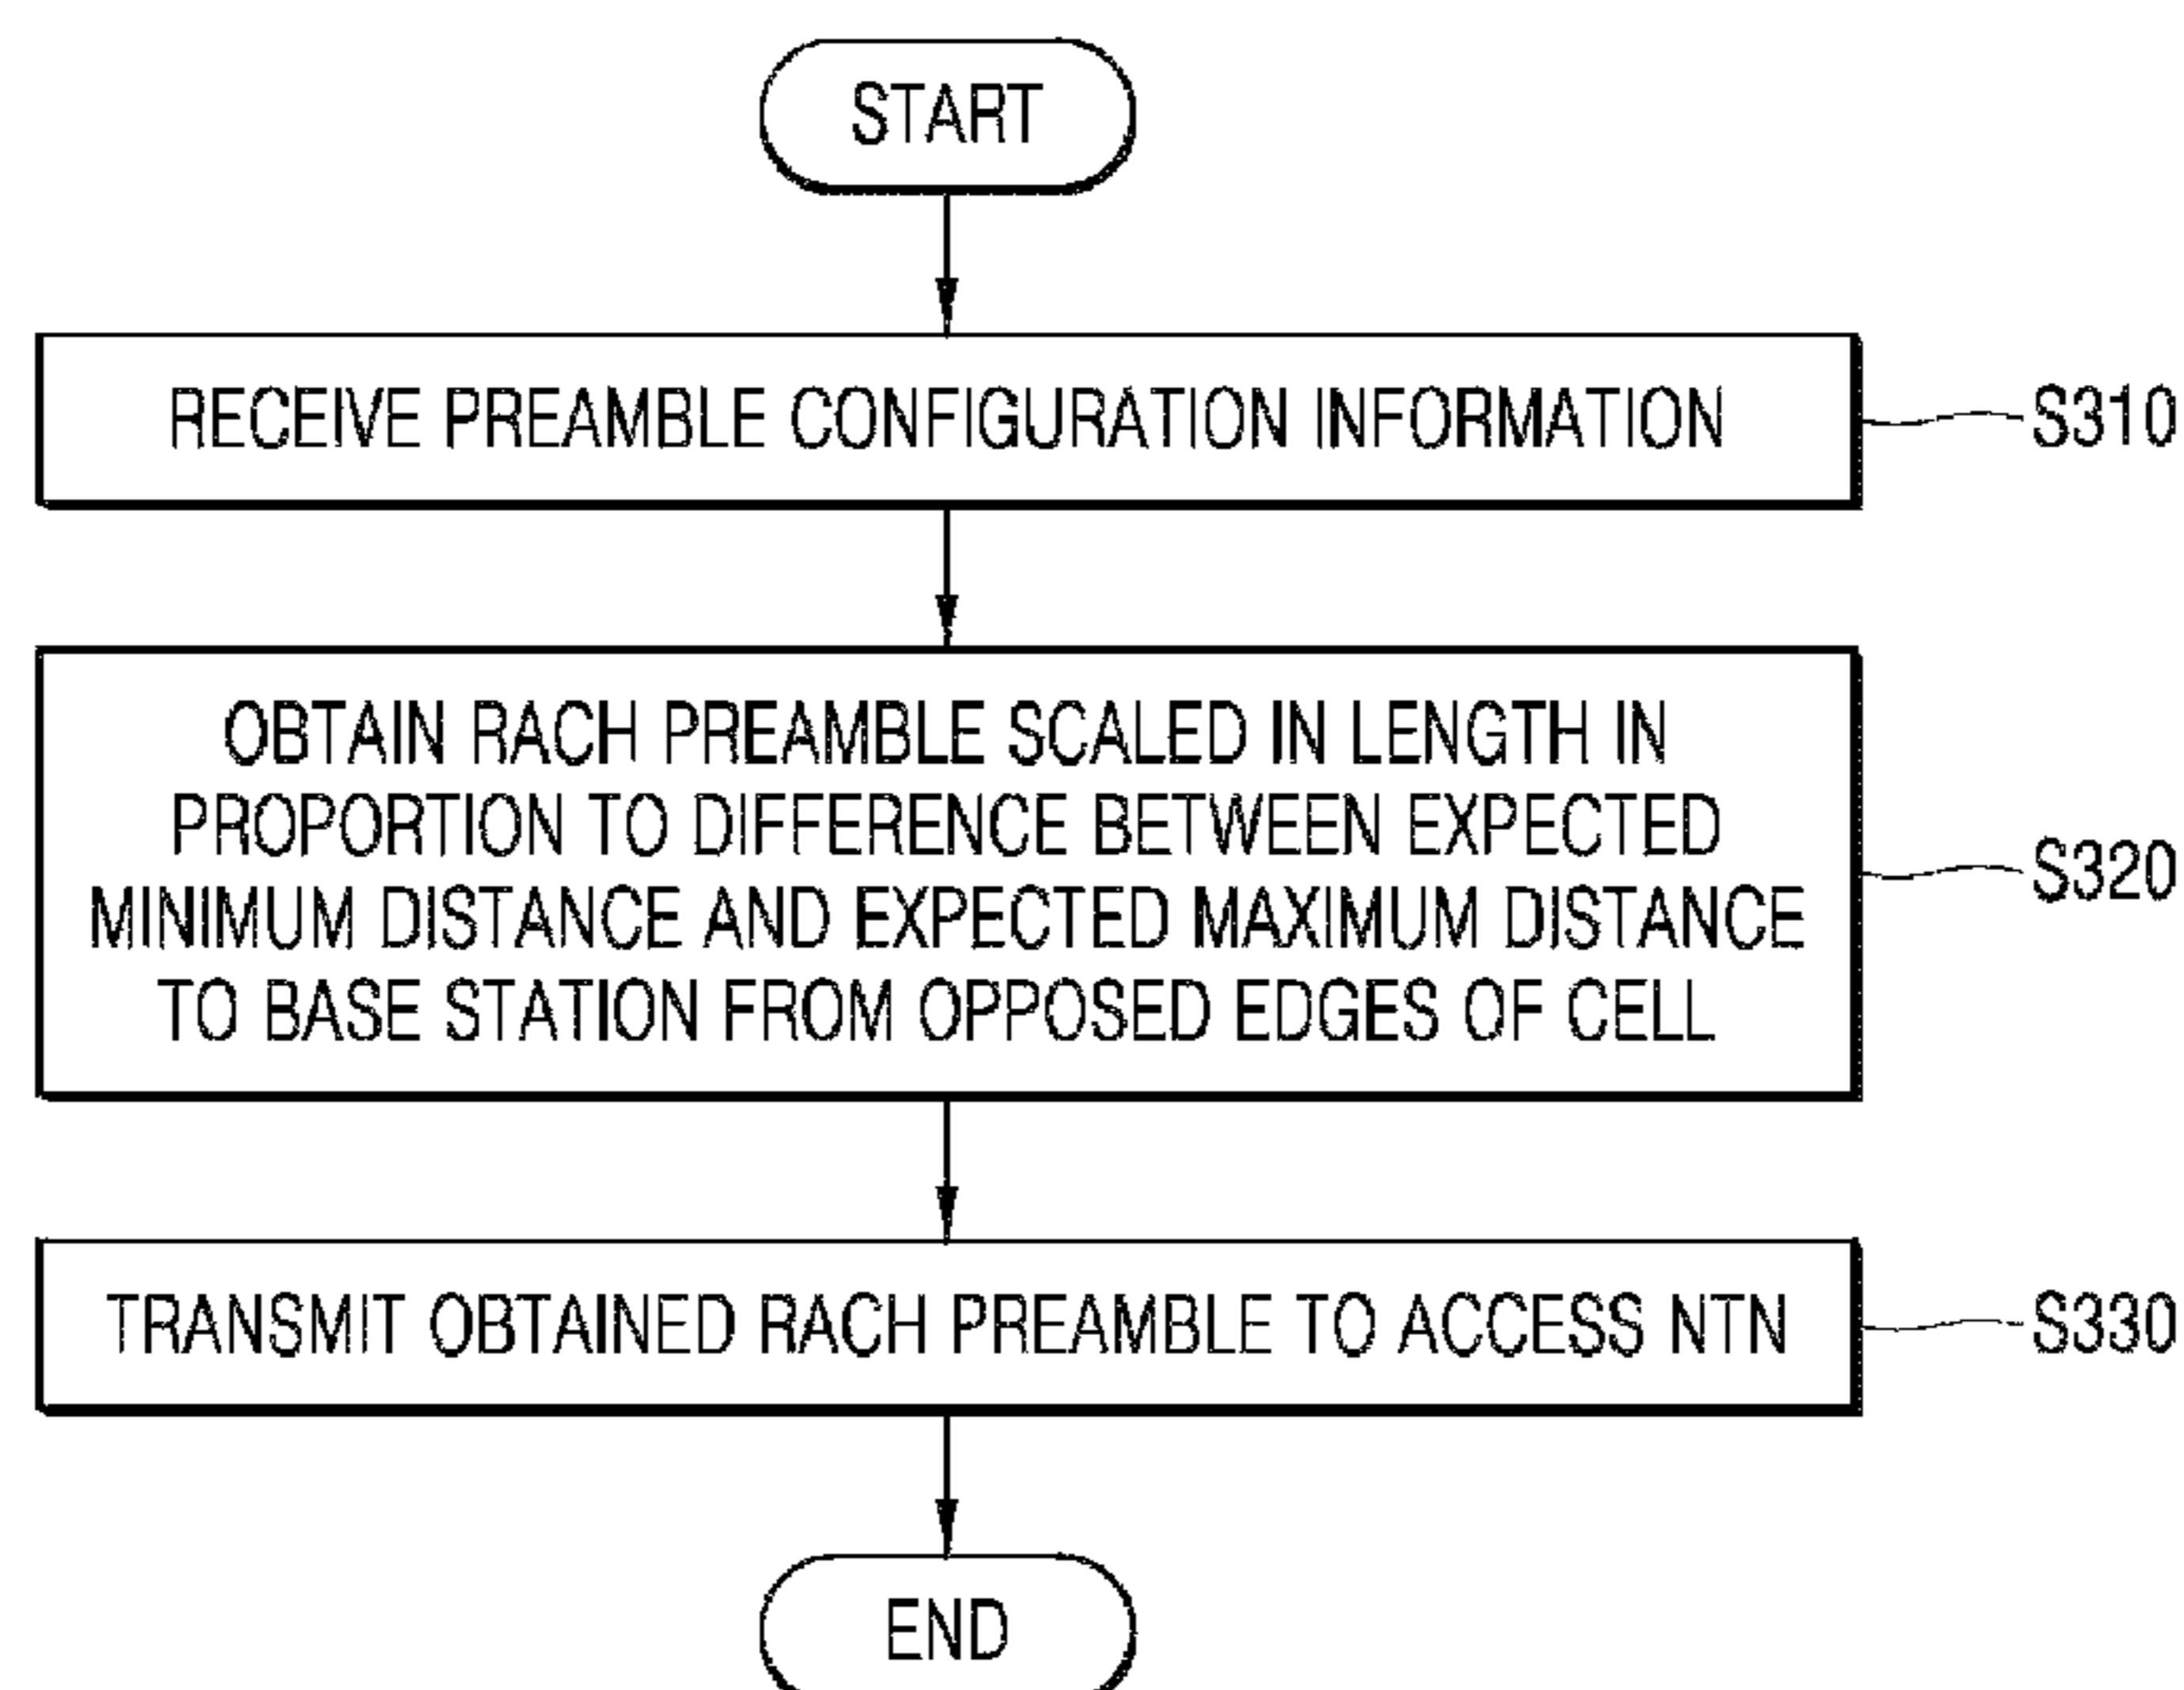 START
RECEIVE PREAMBLE CONFIGURATION INFORMATION
S310
OBTAIN RACH PREAMBLE SCALED IN LENGTH IN
PROPORTION TO DIFFERENCE BETWEEN EXPECTED
MINIMUM DISTANCE AND EXPECTED MAXIMUM DISTANCE
TO BASE STATION FROM OPPOSED EDGES OF CELL
S320
TRANSMIT OBTAINED RACH PREAMBLE TO ACCESS NTN
S330
END